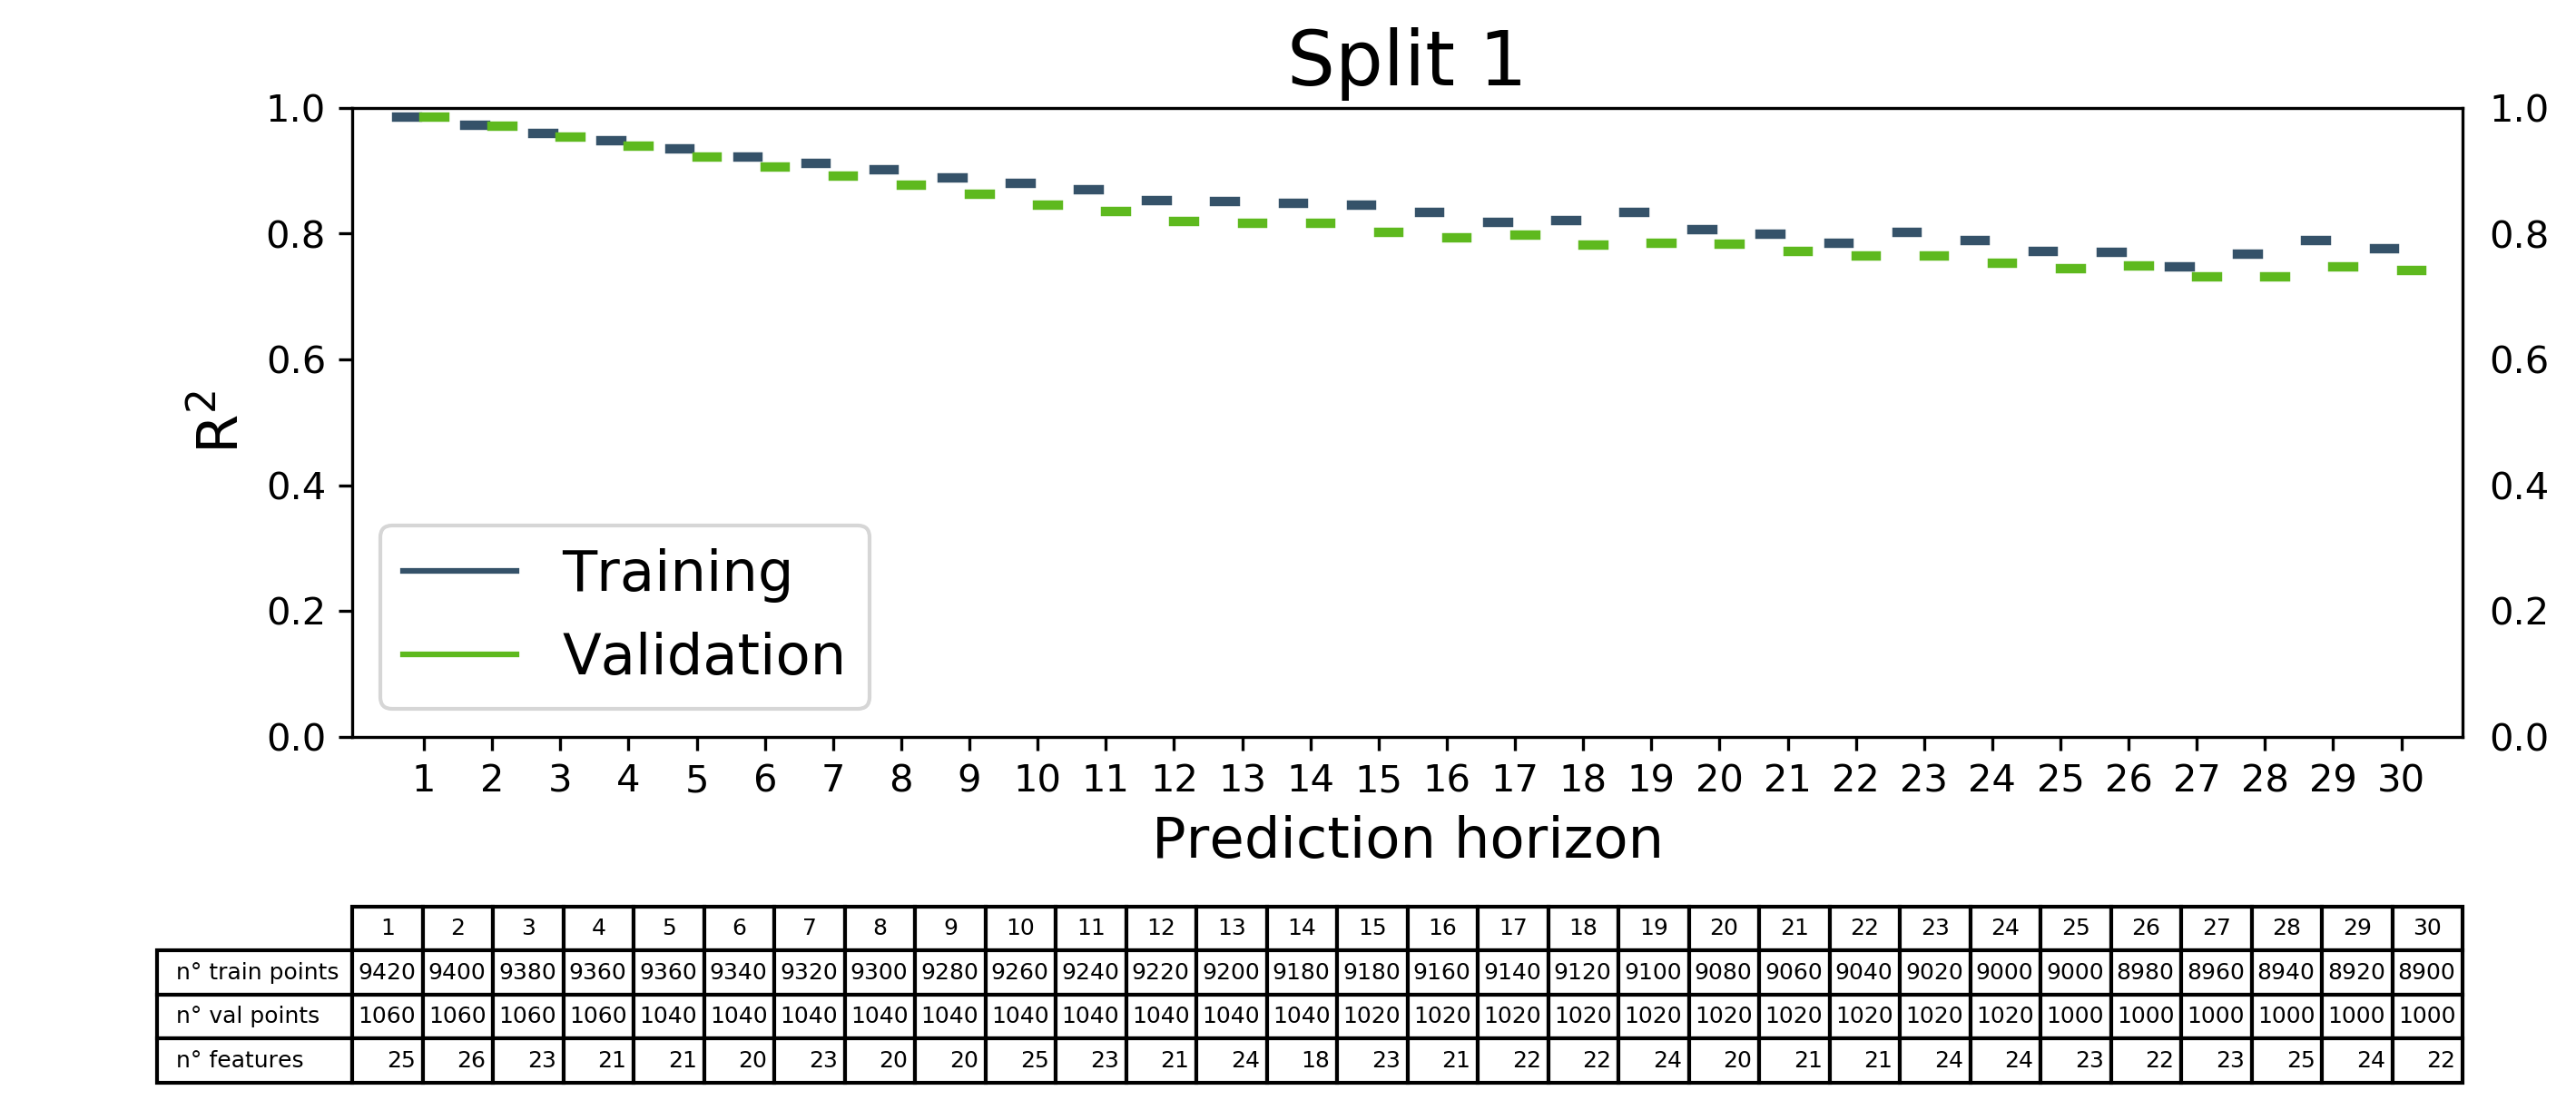 Split 1
1.0 1.0
0.8 0.8
0.6 0.6
R²
0.4 0.4
Training
0.2 0.2
Validation
0.0 0.0
1 2 3 4 5 6 7 8 9 10 11 12 13 14 15 16 17 18 19 20 21 22 23 24 25 26 27 28 29 30
Prediction horizon
1 2 3 4 5 6 7 8 9 10 11 12 13 14 15 16 17 18 19 20 21 22 23 24 25 26 27 28 29 30
n° train points 9420 9400 9380 9360 9360 9340 9320 9300 9280 9260 9240 9220 9200 9180 9180 9160 9140 9120 9100 9080 9060 9040 9020 9000 9000 8980 8960 8940 8920 8900
n° val points 1060 1060 1060 1060 1040 1040 1040 1040 1040 1040 1040 1040 1040 1040 1020 1020 1020 1020 1020 1020 1020 1020 1020 1020 1000 1000 1000 1000 1000 1000
n° features 25 26 23 21 21 20 23 20 20 25 23 21 24 18 23 21 22 22 24 20 21 21 24 24 23 22 23 25 24 22